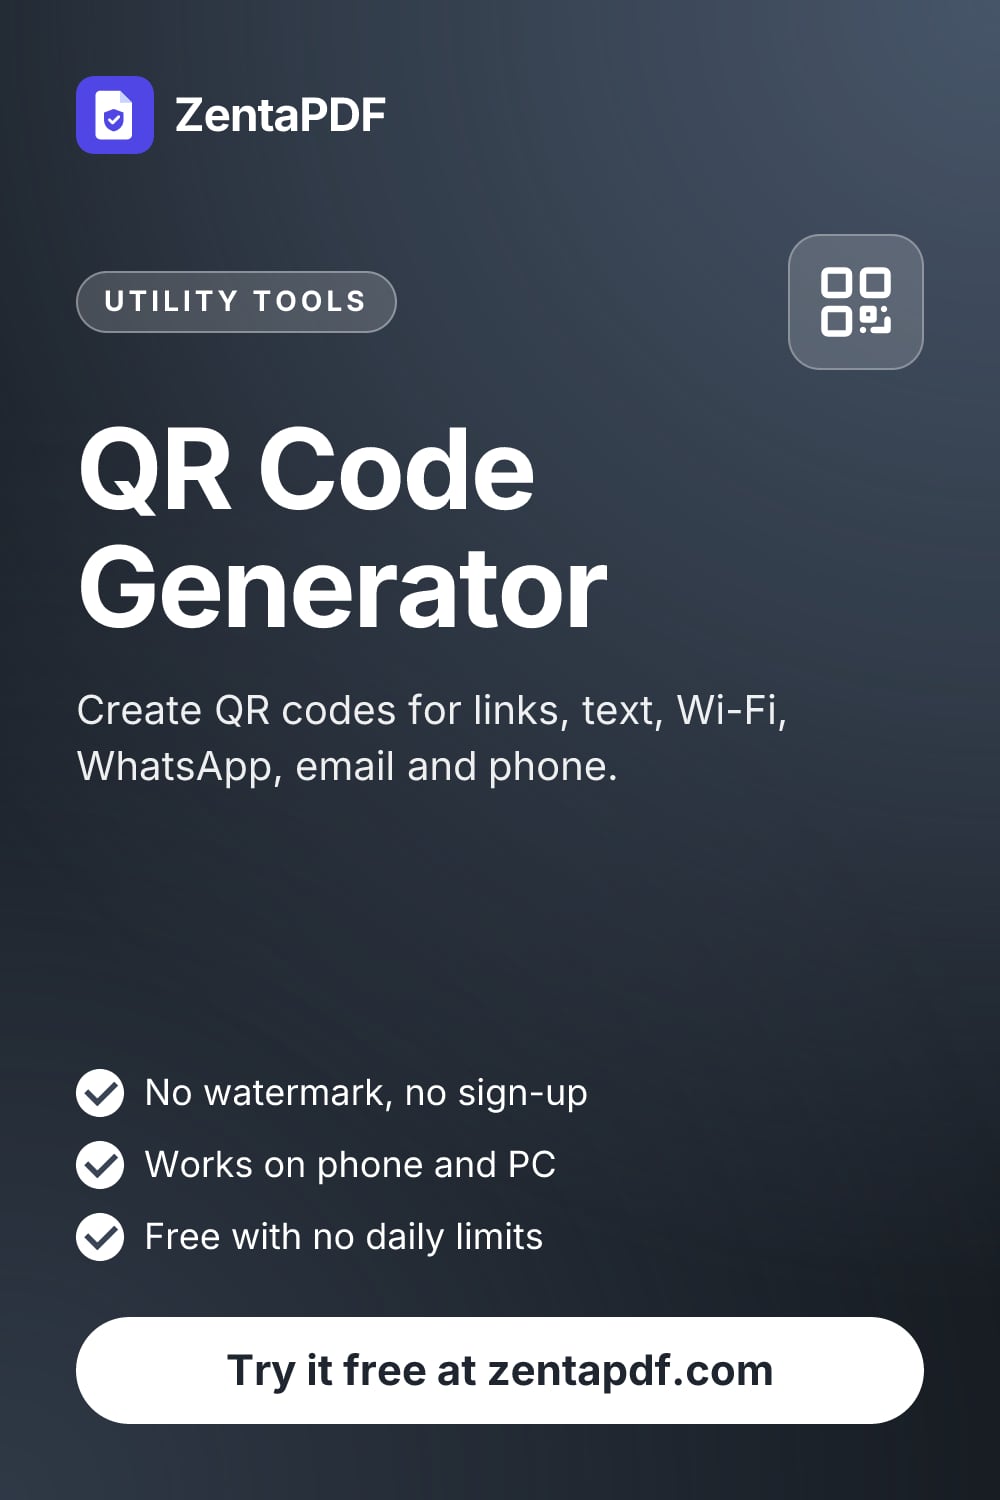 ZentaPDF
UTILITY TOOLS
QR Code
Generator
Create QR codes for links, text, Wi-Fi,
WhatsApp, email and phone.
No watermark, no sign-up
Works on phone and PC
Free with no daily limits
Try it free at zentapdf.com